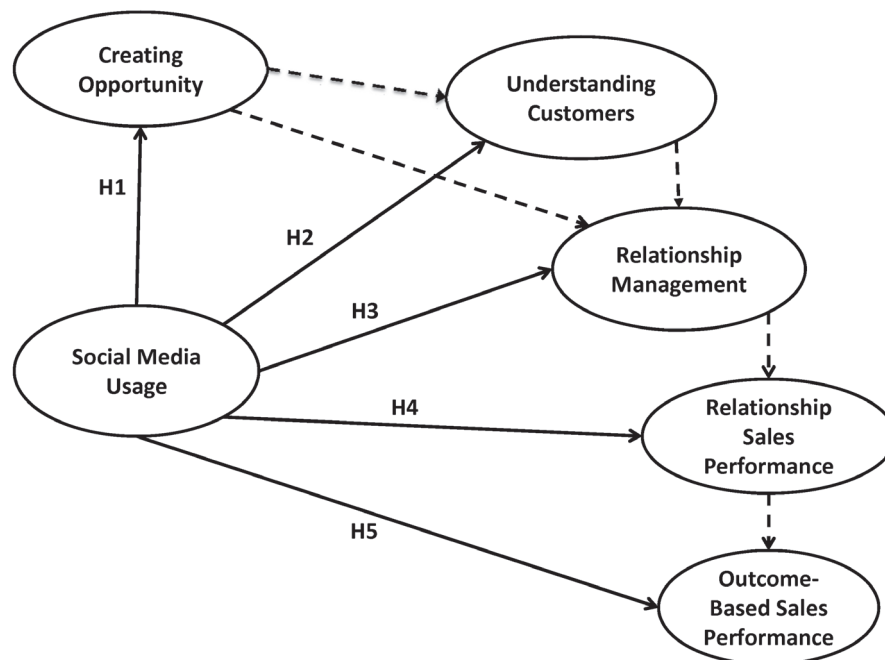 Creating
Opportunity
Understanding
Customers
H1
H2
Relationship
Management
H3
Social Media
Usage
H4
Relationship
Sales
Performance
H5
Outcome-
Based Sales
Performance